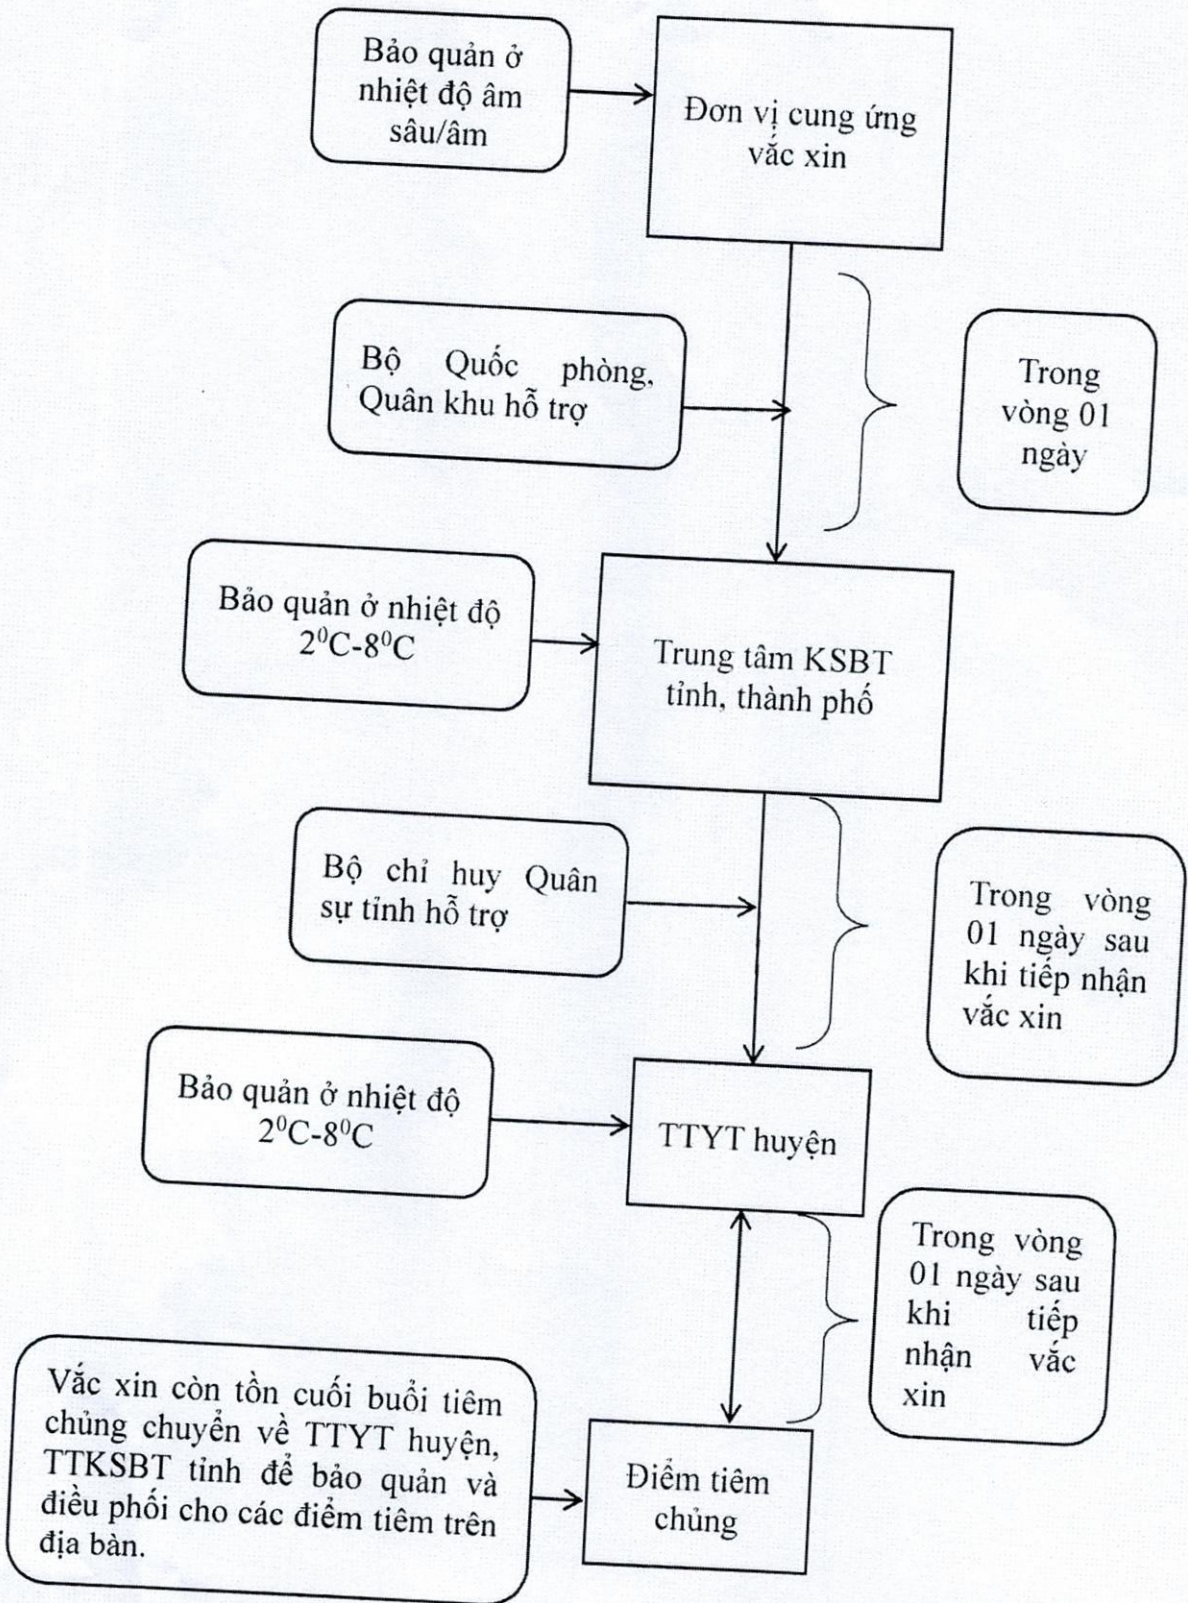 Bảo quản ở
nhiệt độ âm
sâu/âm
Đơn vị cung ứng
vắc xin
Bộ Quốc phòng,
Quân khu hỗ trợ
Trong
vòng 01
ngày
Bảo quản ở nhiệt độ
2⁰C-8⁰C
Trung tâm KSBT
tỉnh, thành phố
Bộ chỉ huy Quân
sự tỉnh hỗ trợ
Trong vòng
01 ngày sau
khi tiếp nhận
vắc xin
Bảo quản ở nhiệt độ
2⁰C-8⁰C
TTYT huyện
Trong vòng
01 ngày sau
khi tiếp
nhận vắc
xin
Vắc xin còn tồn cuối buổi tiêm
chủng chuyển về TTYT huyện,
TTKSBT tỉnh để bảo quản và
điều phối cho các điểm tiêm trên
địa bàn.
Điểm tiêm
chủng